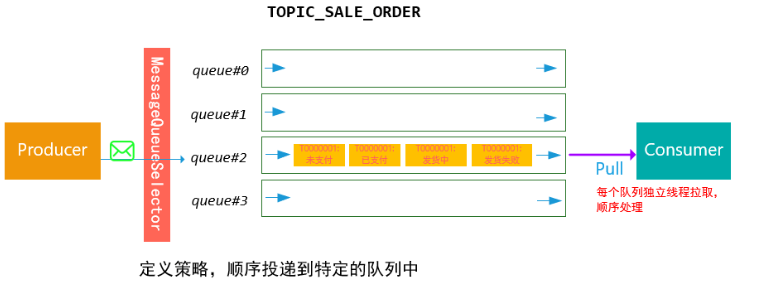 TOPIC_SALE_ORDER
Producer
MessageQueueSelector
queue#0
queue#1
queue#2
T0000001:
未支付
T0000001:
已支付
T0000001:
发货中
T0000001:
发货失败
queue#3
Pull
Consumer
每个队列独立线程拉取,
顺序处理
定义策略，顺序投递到特定的队列中